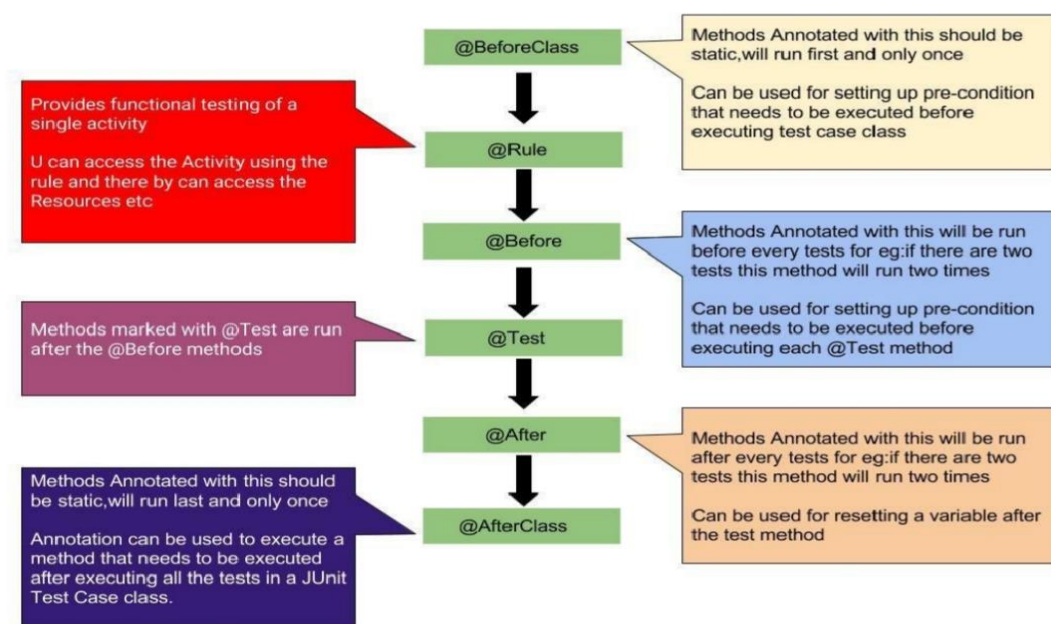 @BeforeClass
Methods Annotated with this should be
static,will run first and only once
Can be used for setting up pre-condition
that needs to be executed before
executing test case class
Provides functional testing of a
single activity
U can access the Activity using the
rule and there by can access the
Resources etc
@Rule
@Before
Methods Annotated with this will be run
before every tests for eg:if there are two
tests this method will run two times
Can be used for setting up pre-condition
that needs to be executed before
executing each @Test method
Methods marked with @Test are run
after the @Before methods
@Test
@After
Methods Annotated with this will be run
after every tests for eg:if there are two
tests this method will run two times
Can be used for resetting a variable after
the test method
Methods Annotated with this should
be static,will run last and only once
Annotation can be used to execute a
method that needs to be executed
after executing all the tests in a JUnit
Test Case class.
@AfterClass